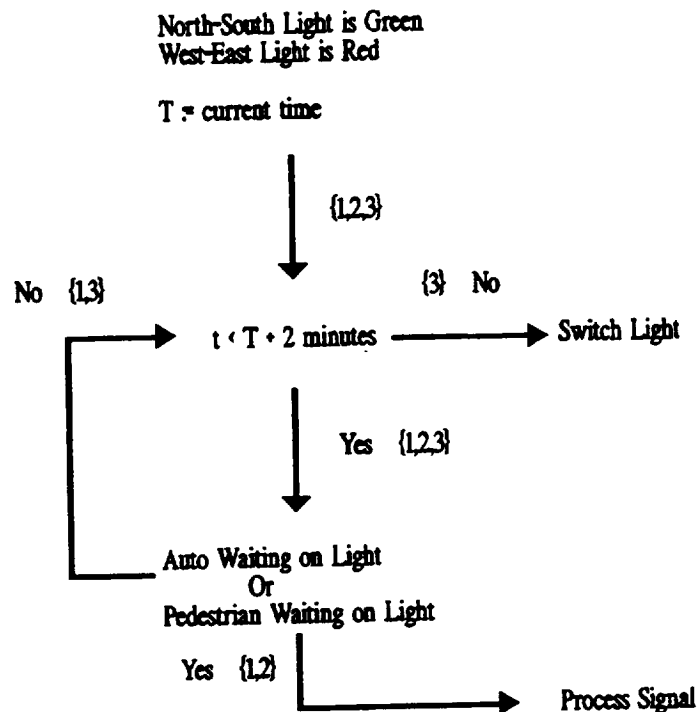 North-South Light is Green
West-East Light is Red
T := current time
{1,2,3}
No {1,3}
{3} No
t < T + 2 minutes
Switch Light
Yes {1,2,3}
Auto Waiting on Light
Or
Pedestrian Waiting on Light
Yes {1,2}
Process Signal